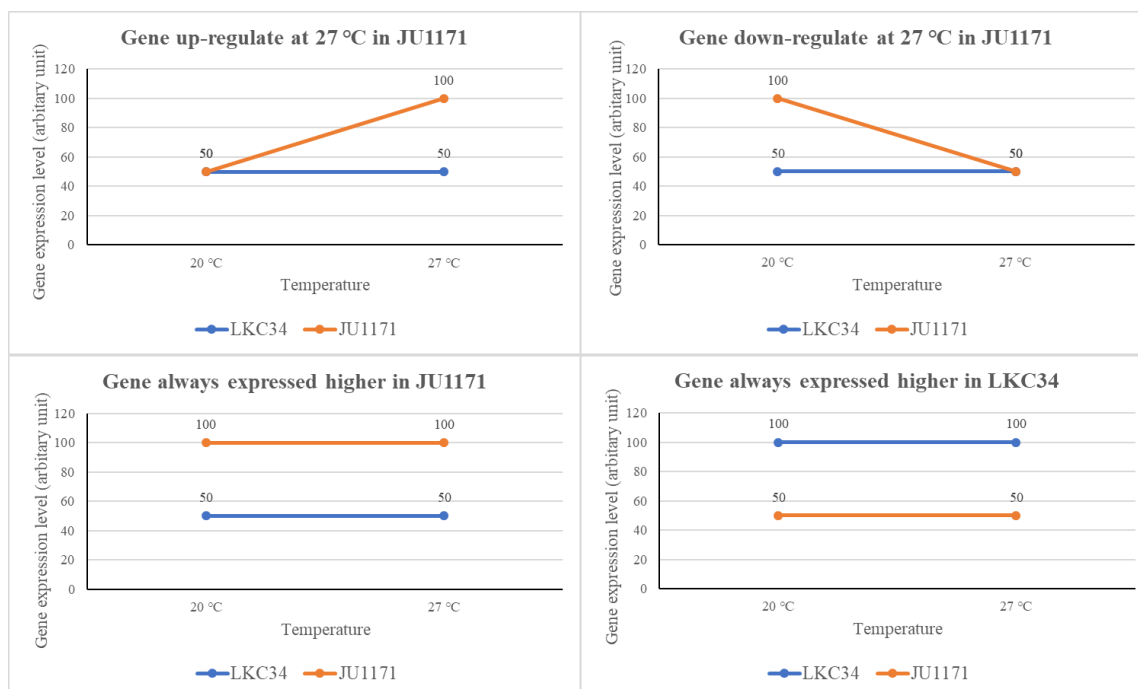 Gene up-regulate at 27 °C in JU1171
Gene expression level (arbitary unit)
120
100
80
60
40
20
0
50
100
50
20 °C
27 °C
Temperature
LKC34
JU1171
Gene down-regulate at 27 °C in JU1171
Gene expression level (arbitary unit)
120
100
80
60
40
20
0
100
50
50
20 °C
27 °C
Temperature
LKC34
JU1171
Gene always expressed higher in JU1171
Gene expression level (arbitary unit)
120
100
80
60
40
20
0
100
100
50
50
20 °C
27 °C
Temperature
LKC34
JU1171
Gene always expressed higher in LKC34
Gene expression level (arbitary unit)
120
100
80
60
40
20
0
100
100
50
50
20 °C
27 °C
Temperature
LKC34
JU1171